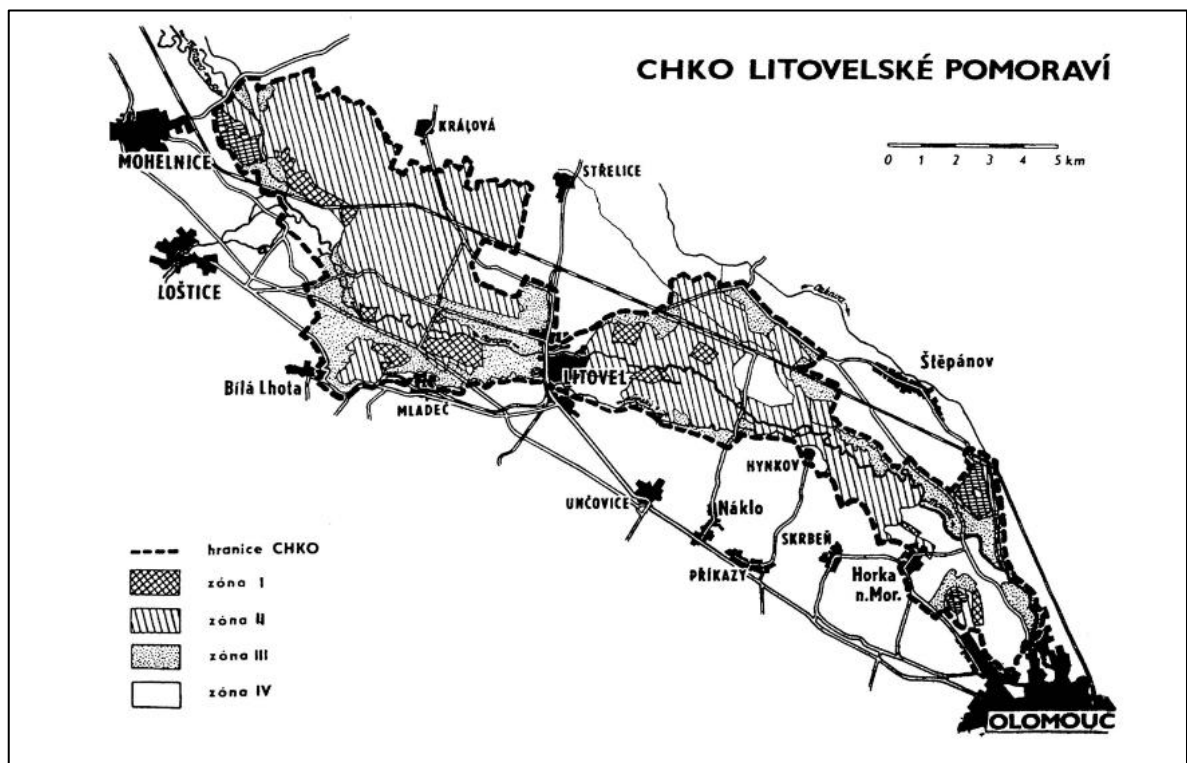 CHKO LITOVELSKÉ POMORAVÍ
0 1 2 3 4 5 km
KRÁLOVÁ
MOHELNICE
STŘELICE
LOŠTICE
Štěpánov
Bílá Lhota
LITOVEL
MLADEČ
HYNKOV
UNČOVICE
Náklo
SKRBEŇ
PŘÍKAZY
Horka
n.Mor.
OLOMOUC
hranice CHKO
zóna I
zóna II
zóna III
zóna IV